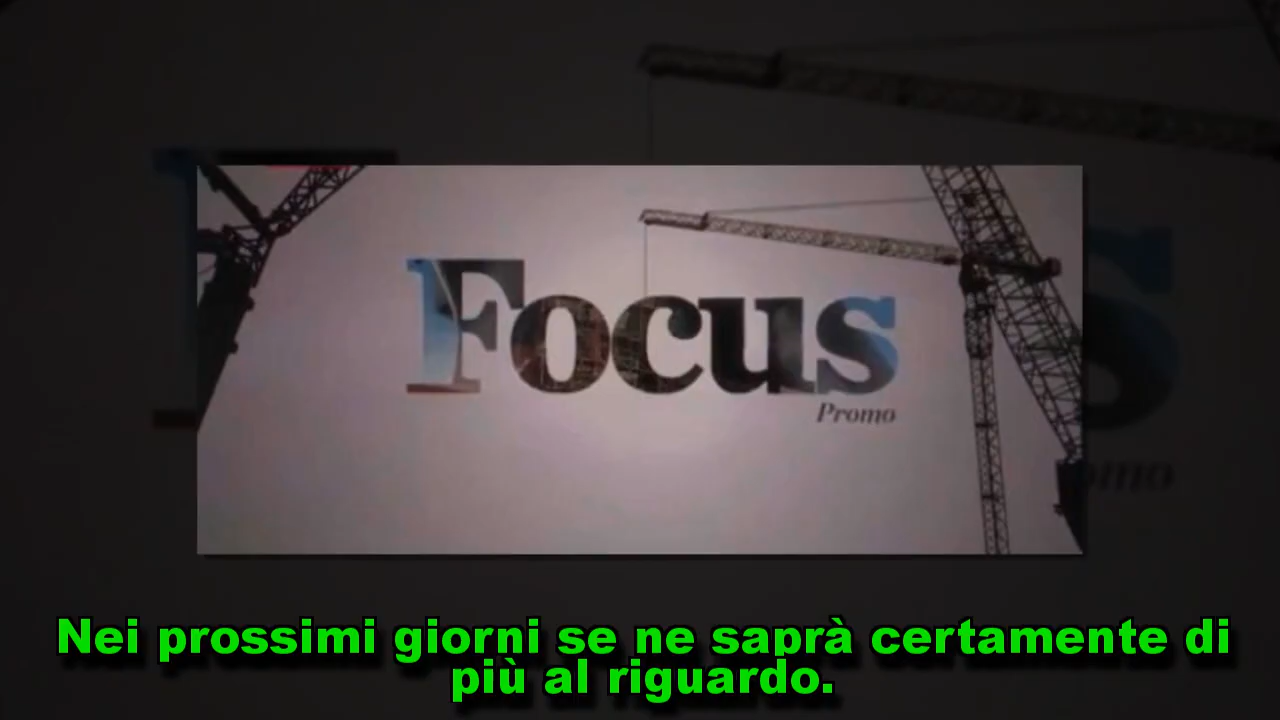 Focus
Promo
Nei prossimi giorni se ne saprà certamente di
più al riguardo.